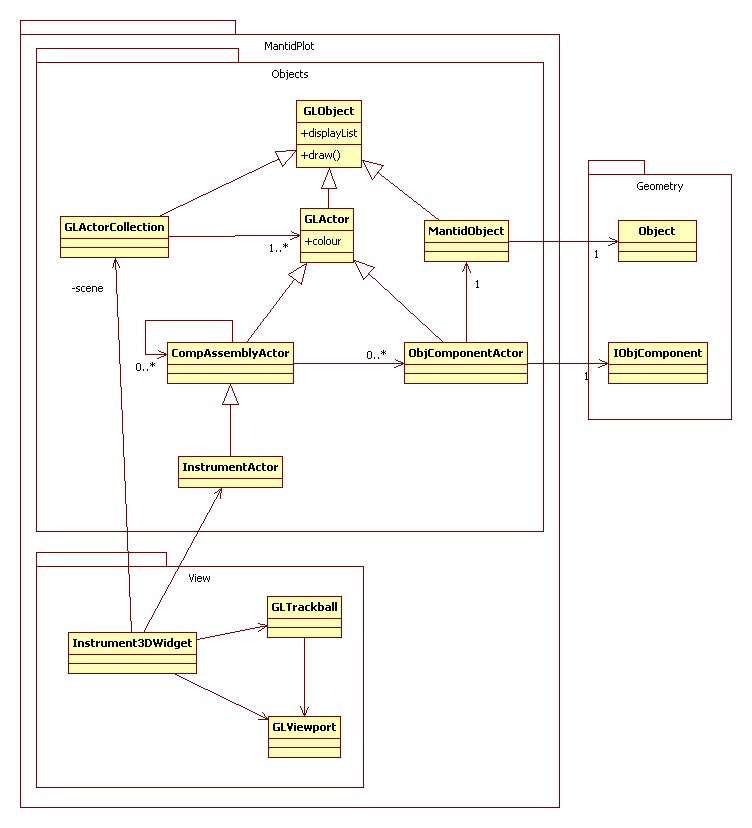 MantidPlot
Objects
GLObject
+displayList
+draw()
Geometry
GLActorCollection
GLActor
+colour
MantidObject
Object
1..*
1
-scene
1
CompAssemblyActor
0..*
0..*
ObjComponentActor
IObjComponent
1
InstrumentActor
View
GLTrackball
Instrument3DWidget
GLViewport